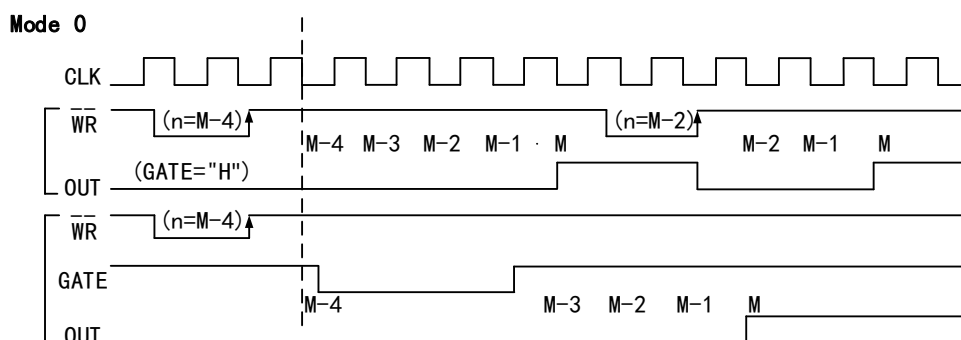 Mode 0
CLK
WR (n=M-4) (n=M-2)
M-4 M-3 M-2 M-1 · M M-2 M-1 M
(GATE="H")
OUT
WR (n=M-4)
GATE
M-4 M-3 M-2 M-1 M
OUT